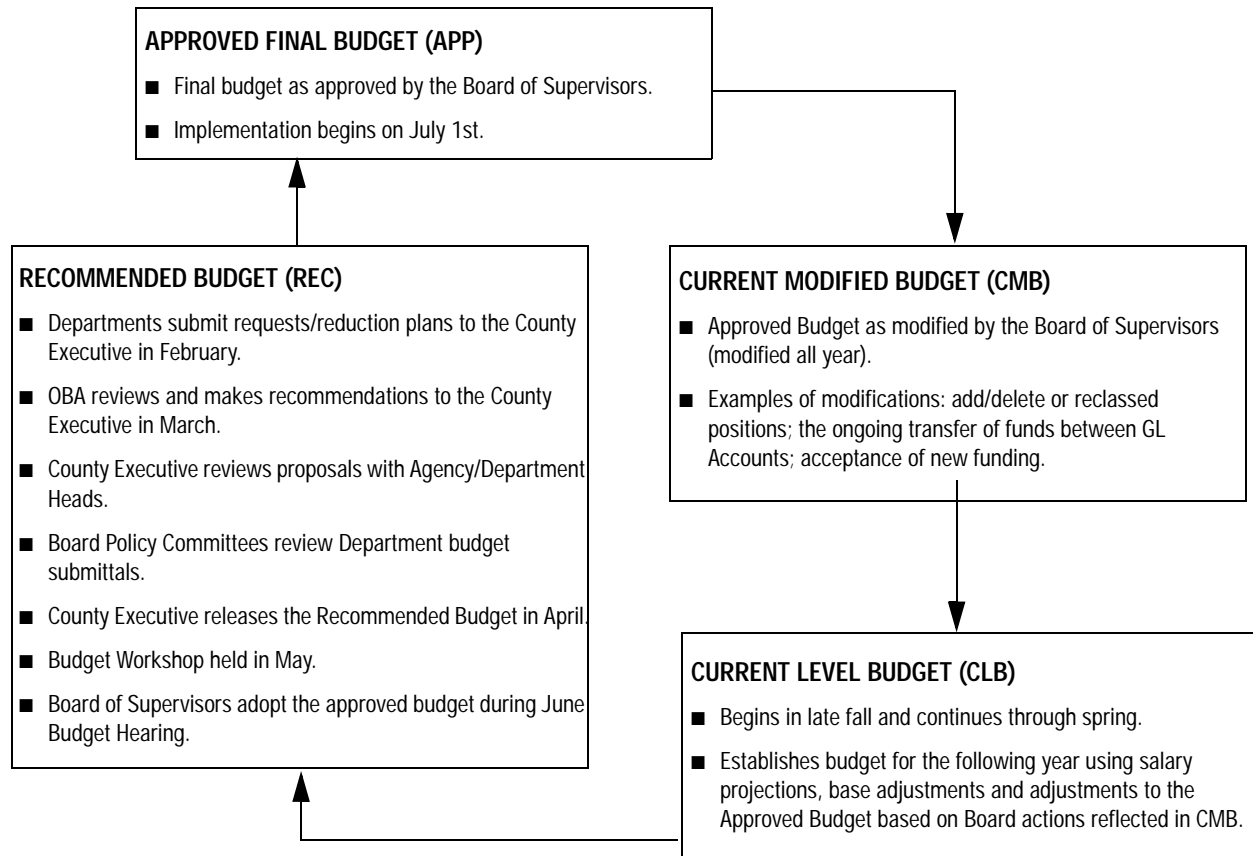 APPROVED FINAL BUDGET (APP)
■ Final budget as approved by the Board of Supervisors.
■ Implementation begins on July 1st.
RECOMMENDED BUDGET (REC)
■ Departments submit requests/reduction plans to the County
Executive in February.
■ OBA reviews and makes recommendations to the County
Executive in March.
■ County Executive reviews proposals with Agency/Department
Heads.
■ Board Policy Committees review Department budget
submittals.
■ County Executive releases the Recommended Budget in April.
■ Budget Workshop held in May.
■ Board of Supervisors adopt the approved budget during June
Budget Hearing.
CURRENT MODIFIED BUDGET (CMB)
■ Approved Budget as modified by the Board of Supervisors
(modified all year).
■ Examples of modifications: add/delete or reclassed
positions; the ongoing transfer of funds between GL
Accounts; acceptance of new funding.
CURRENT LEVEL BUDGET (CLB)
■ Begins in late fall and continues through spring.
■ Establishes budget for the following year using salary
projections, base adjustments and adjustments to the
Approved Budget based on Board actions reflected in CMB.